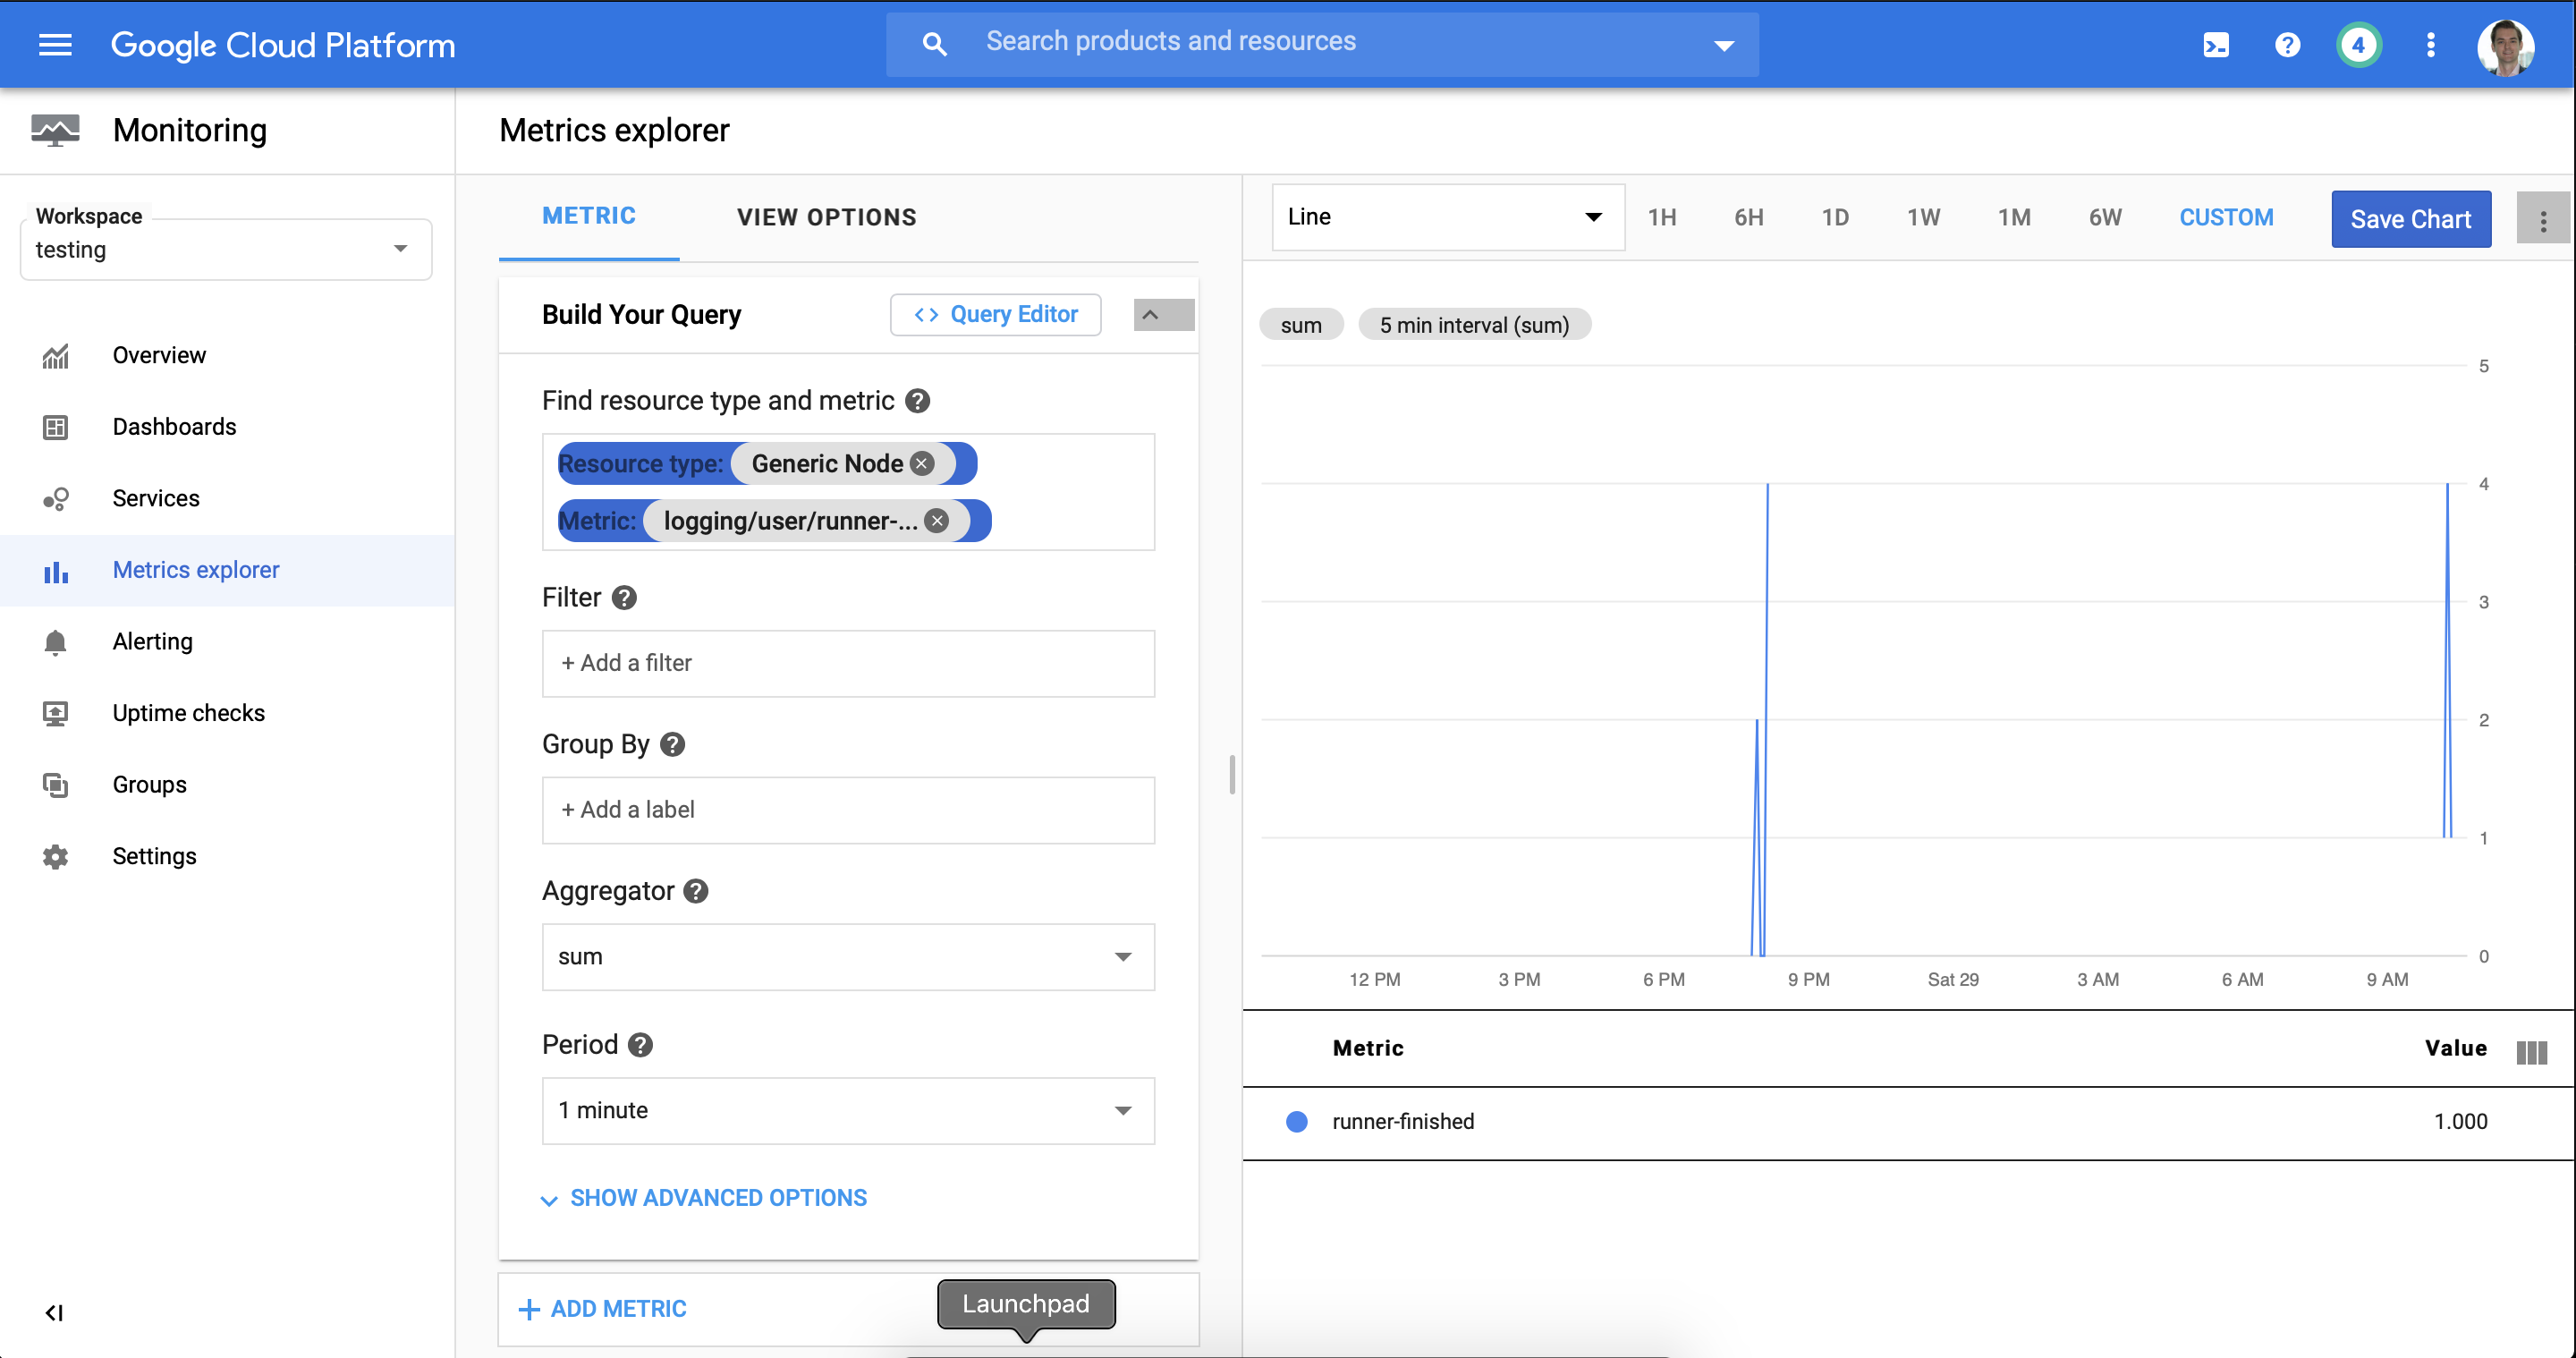 Google Cloud Platform
Search products and resources
4
Monitoring
Metrics explorer
Workspace
testing
Overview
Dashboards
Services
Metrics explorer
Alerting
Uptime checks
Groups
Settings
METRIC
VIEW OPTIONS
Build Your Query
<> Query Editor
Find resource type and metric ?
Resource type: Generic Node
Metric: logging/user/runner-...
Filter ?
+ Add a filter
Group By ?
+ Add a label
Aggregator ?
sum
Period ?
1 minute
SHOW ADVANCED OPTIONS
+ ADD METRIC
Launchpad
Line
1H 6H 1D 1W 1M 6W CUSTOM
Save Chart
sum
5 min interval (sum)
5
4
3
2
1
0
12 PM 3 PM 6 PM 9 PM Sat 29 3 AM 6 AM 9 AM
Metric Value
runner-finished 1.000